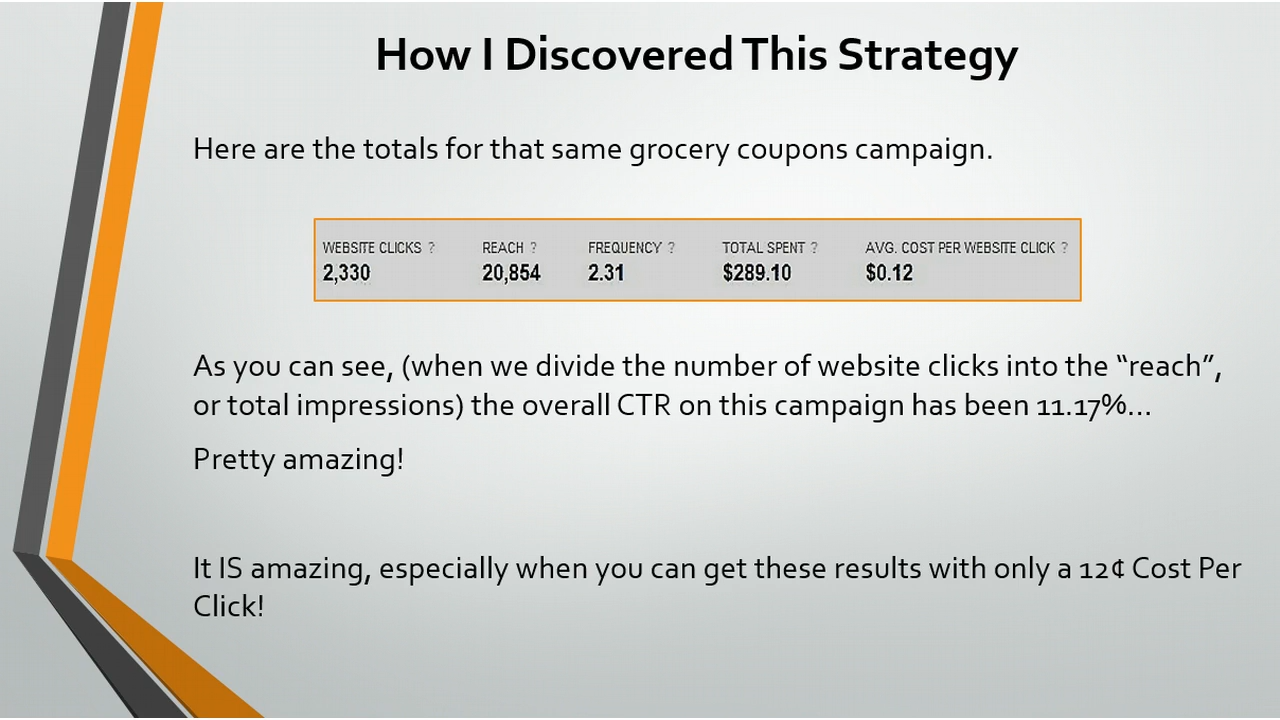 How I Discovered This Strategy
Here are the totals for that same grocery coupons campaign.
WEBSITE CLICKS ? REACH ? FREQUENCY ? TOTAL SPENT ? AVG. COST PER WEBSITE CLICK ?
2,330 20,854 2.31 $289.10 $0.12
As you can see, (when we divide the number of website clicks into the “reach”,
or total impressions) the overall CTR on this campaign has been 11.17%…
Pretty amazing!
It IS amazing, especially when you can get these results with only a 12¢ Cost Per
Click!